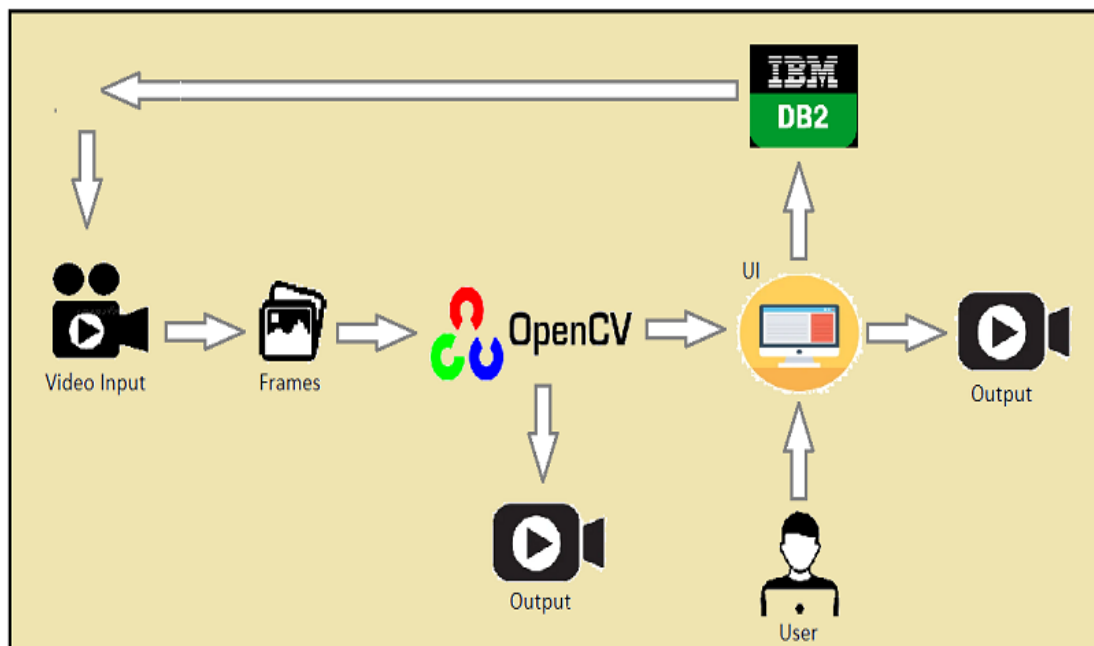 IBM
DB2
UI
OpenCV
Video Input
Frames
Output
Output
User